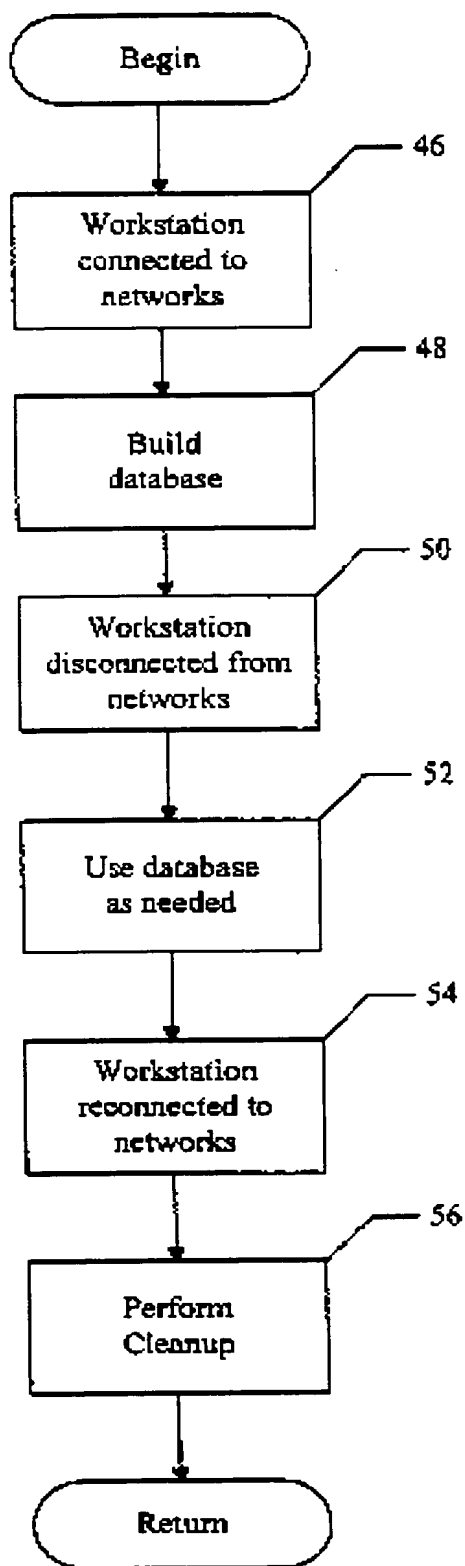 Begin
46
Workstation
connected to
networks
48
Build
database
50
Workstation
disconnected from
networks
52
Use database
as needed
54
Workstation
reconnected to
networks
56
Perform
Cleanup
Return